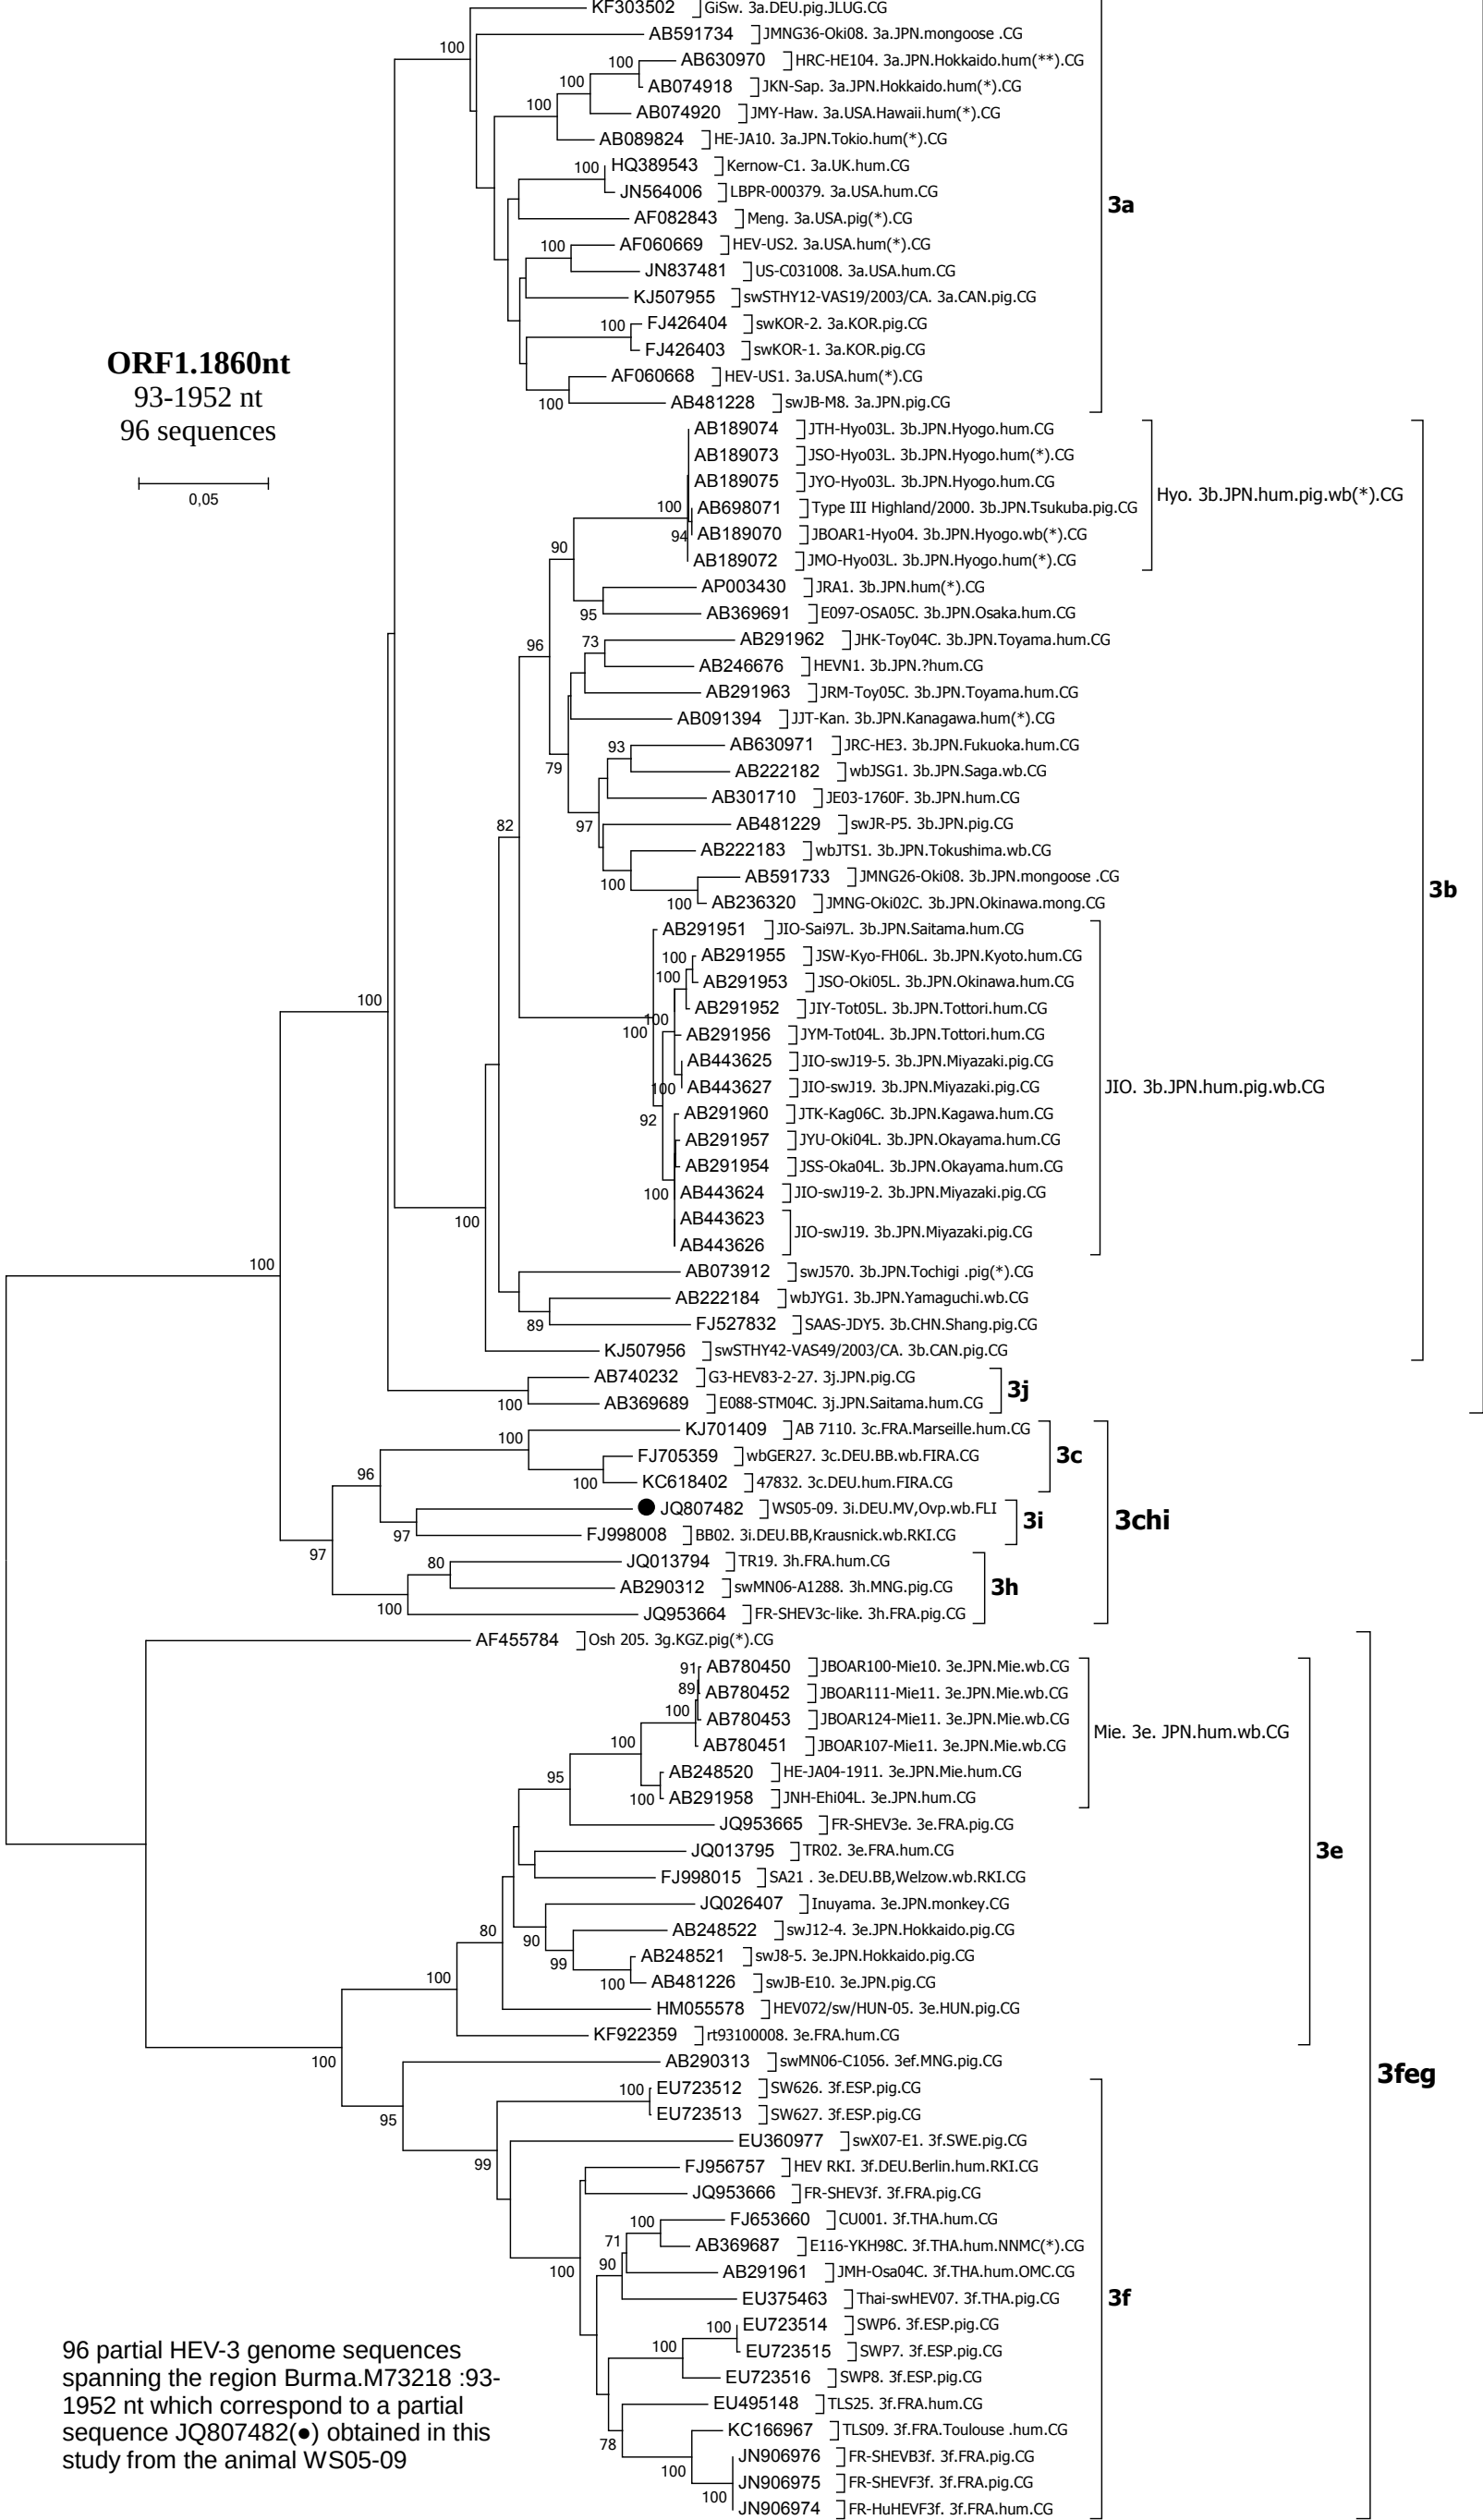 KF303502 GiSw. 3a.DEU.pig.JLUG.CG
AB591734 JMNG36-Oki08. 3a.JPN.mongoose .CG
100
AB630970 HRC-HE104. 3a.JPN.Hokkaido.hum(**).CG
100
AB074918 JKN-Sap. 3a.JPN.Hokkaido.hum(*).CG
100
AB074920 JMY-Haw. 3a.USA.Hawaii.hum(*).CG
100
AB089824 HE-JA10. 3a.JPN.Tokio.hum(*).CG
HQ389543 Kernow-C1. 3a.UK.hum.CG
100
JN564006 LBPR-000379. 3a.USA.hum.CG
3a
AF082843 Meng. 3a.USA.pig(*).CG
AF060669 HEV-US2. 3a.USA.hum(*).CG
100
JN837481 US-C031008. 3a.USA.hum.CG
KJ507955 swSTHY12-VAS19/2003/CA. 3a.CAN.pig.CG
FJ426404 swKOR-2. 3a.KOR.pig.CG
100
FJ426403 swKOR-1. 3a.KOR.pig.CG
ORF1.1860nt
93-1952 nt
96 sequences
0,05
AF060668 HEV-US1. 3a.USA.hum(*).CG
AB481228 swJB-M8. 3a.JPN.pig.CG
100
AB189074 JTH-Hyo03L. 3b.JPN.Hyogo.hum.CG
AB189073 JSO-Hyo03L. 3b.JPN.Hyogo.hum(*).CG
AB189075 JYO-Hyo03L. 3b.JPN.Hyogo.hum.CG
Hyo. 3b.JPN.hum.pig.wb(*).CG
100
AB698071 Type III Highland/2000. 3b.JPN.Tsukuba.pig.CG
94
AB189070 JBOAR1-Hyo04. 3b.JPN.Hyogo.wb(*).CG
90
AB189072 JMO-Hyo03L. 3b.JPN.Hyogo.hum(*).CG
AP003430 JRA1. 3b.JPN.hum(*).CG
95
AB369691 E097-OSA05C. 3b.JPN.Osaka.hum.CG
96
73
AB291962 JHK-Toy04C. 3b.JPN.Toyama.hum.CG
AB246676 HEVN1. 3b.JPN.?hum.CG
AB291963 JRM-Toy05C. 3b.JPN.Toyama.hum.CG
AB091394 JJT-Kan. 3b.JPN.Kanagawa.hum(*).CG
93
AB630971 JRC-HE3. 3b.JPN.Fukuoka.hum.CG
79
AB222182 wbJSG1. 3b.JPN.Saga.wb.CG
AB301710 JE03-1760F. 3b.JPN.hum.CG
82
97
AB481229 swJR-P5. 3b.JPN.pig.CG
AB222183 wbJTS1. 3b.JPN.Tokushima.wb.CG
100
AB591733 JMNG26-Oki08. 3b.JPN.mongoose .CG
3b
100
AB236320 JMNG-Oki02C. 3b.JPN.Okinawa.mong.CG
AB291951 JIO-Sai97L. 3b.JPN.Saitama.hum.CG
100
AB291955 JSW-Kyo-FH06L. 3b.JPN.Kyoto.hum.CG
100
AB291953 JSO-Oki05L. 3b.JPN.Okinawa.hum.CG
100
AB291952 JIY-Tot05L. 3b.JPN.Tottori.hum.CG
100
100
AB291956 JYM-Tot04L. 3b.JPN.Tottori.hum.CG
AB443625 JIO-swJ19-5. 3b.JPN.Miyazaki.pig.CG
100
AB443627 JIO-swJ19. 3b.JPN.Miyazaki.pig.CG
JIO. 3b.JPN.hum.pig.wb.CG
92
AB291960 JTK-Kag06C. 3b.JPN.Kagawa.hum.CG
AB291957 JYU-Oki04L. 3b.JPN.Okayama.hum.CG
AB291954 JSS-Oka04L. 3b.JPN.Okayama.hum.CG
100
AB443624 JIO-swJ19-2. 3b.JPN.Miyazaki.pig.CG
100
AB443623
JIO-swJ19. 3b.JPN.Miyazaki.pig.CG
AB443626
100
AB073912 swJ570. 3b.JPN.Tochigi .pig(*).CG
AB222184 wbJYG1. 3b.JPN.Yamaguchi.wb.CG
89
FJ527832 SAAS-JDY5. 3b.CHN.Shang.pig.CG
KJ507956 swSTHY42-VAS49/2003/CA. 3b.CAN.pig.CG
AB740232 G3-HEV83-2-27. 3j.JPN.pig.CG
3j
100
AB369689 E088-STM04C. 3j.JPN.Saitama.hum.CG
KJ701409 AB 7110. 3c.FRA.Marseille.hum.CG
100
FJ705359 wbGER27. 3c.DEU.BB.wb.FIRA.CG
3c
96
100
KC618402 47832. 3c.DEU.hum.FIRA.CG
● JQ807482 WS05-09. 3i.DEU.MV,Ovp.wb.FLI
3i
3chi
97
FJ998008 BB02. 3i.DEU.BB,Krausnick.wb.RKI.CG
97
80
JQ013794 TR19. 3h.FRA.hum.CG
AB290312 swMN06-A1288. 3h.MNG.pig.CG
3h
100
JQ953664 FR-SHEV3c-like. 3h.FRA.pig.CG
AF455784 Osh 205. 3g.KGZ.pig(*).CG
91
AB780450 JBOAR100-Mie10. 3e.JPN.Mie.wb.CG
89
AB780452 JBOAR111-Mie11. 3e.JPN.Mie.wb.CG
100
AB780453 JBOAR124-Mie11. 3e.JPN.Mie.wb.CG
Mie. 3e. JPN.hum.wb.CG
100
AB780451 JBOAR107-Mie11. 3e.JPN.Mie.wb.CG
95
AB248520 HE-JA04-1911. 3e.JPN.Mie.hum.CG
100
AB291958 JNH-Ehi04L. 3e.JPN.hum.CG
JQ953665 FR-SHEV3e. 3e.FRA.pig.CG
JQ013795 TR02. 3e.FRA.hum.CG
3e
FJ998015 SA21 . 3e.DEU.BB,Welzow.wb.RKI.CG
JQ026407 Inuyama. 3e.JPN.monkey.CG
80
90
AB248522 swJ12-4. 3e.JPN.Hokkaido.pig.CG
99
AB248521 swJ8-5. 3e.JPN.Hokkaido.pig.CG
100
100
AB481226 swJB-E10. 3e.JPN.pig.CG
HM055578 HEV072/sw/HUN-05. 3e.HUN.pig.CG
KF922359 rt93100008. 3e.FRA.hum.CG
100
AB290313 swMN06-C1056. 3ef.MNG.pig.CG
3feg
100
EU723512 SW626. 3f.ESP.pig.CG
95
EU723513 SW627. 3f.ESP.pig.CG
EU360977 swX07-E1. 3f.SWE.pig.CG
99
FJ956757 HEV RKI. 3f.DEU.Berlin.hum.RKI.CG
JQ953666 FR-SHEV3f. 3f.FRA.pig.CG
100
FJ653660 CU001. 3f.THA.hum.CG
71
AB369687 E116-YKH98C. 3f.THA.hum.NNMC(*).CG
100
90
AB291961 JMH-Osa04C. 3f.THA.hum.OMC.CG
EU375463 Thai-swHEV07. 3f.THA.pig.CG
3f
100
EU723514 SWP6. 3f.ESP.pig.CG
100
EU723515 SWP7. 3f.ESP.pig.CG
EU723516 SWP8. 3f.ESP.pig.CG
EU495148 TLS25. 3f.FRA.hum.CG
78
KC166967 TLS09. 3f.FRA.Toulouse .hum.CG
100
JN906976 FR-SHEVB3f. 3f.FRA.pig.CG
100
JN906975 FR-SHEVF3f. 3f.FRA.pig.CG
JN906974 FR-HuHEVF3f. 3f.FRA.hum.CG
96 partial HEV-3 genome sequences
spanning the region Burma.M73218 :93-
1952 nt which correspond to a partial
sequence JQ807482(●) obtained in this
study from the animal WS05-09